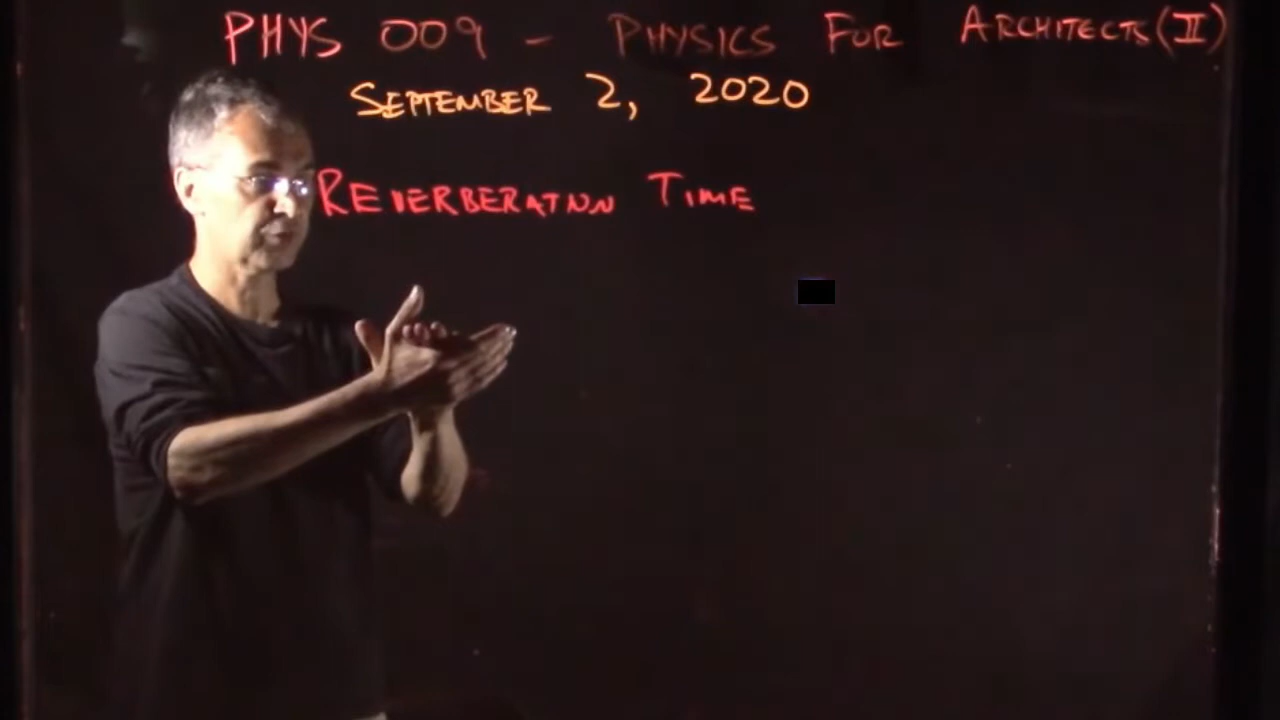 PHYS 009 - PHYSICS FOR ARCHITECTS (II)
SEPTEMBER 2, 2020
REVERBERATION TIME